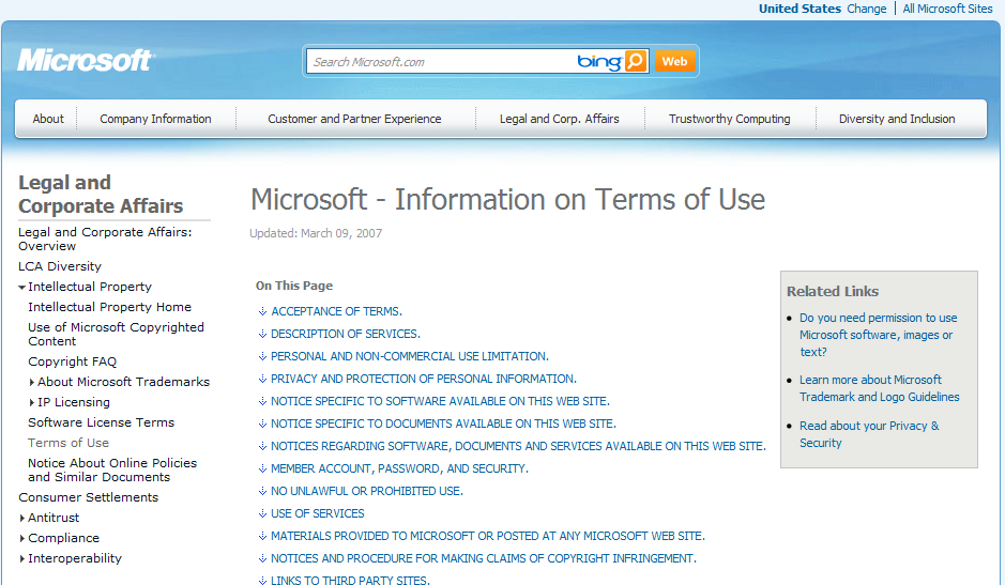 United States Change | All Microsoft Sites
Microsoft
Search Microsoft.com bing Web
About Company Information Customer and Partner Experience Legal and Corp. Affairs Trustworthy Computing Diversity and Inclusion
Legal and
Corporate Affairs
Legal and Corporate Affairs:
Overview
LCA Diversity
Intellectual Property
Intellectual Property Home
Use of Microsoft Copyrighted
Content
Copyright FAQ
About Microsoft Trademarks
IP Licensing
Software License Terms
Terms of Use
Notice About Online Policies
and Similar Documents
Consumer Settlements
Antitrust
Compliance
Interoperability
Microsoft - Information on Terms of Use
Updated: March 09, 2007
On This Page
ACCEPTANCE OF TERMS.
DESCRIPTION OF SERVICES.
PERSONAL AND NON-COMMERCIAL USE LIMITATION.
PRIVACY AND PROTECTION OF PERSONAL INFORMATION.
NOTICE SPECIFIC TO SOFTWARE AVAILABLE ON THIS WEB SITE.
NOTICE SPECIFIC TO DOCUMENTS AVAILABLE ON THIS WEB SITE.
NOTICES REGARDING SOFTWARE, DOCUMENTS AND SERVICES AVAILABLE ON THIS WEB SITE.
MEMBER ACCOUNT, PASSWORD, AND SECURITY.
NO UNLAWFUL OR PROHIBITED USE.
USE OF SERVICES
MATERIALS PROVIDED TO MICROSOFT OR POSTED AT ANY MICROSOFT WEB SITE.
NOTICES AND PROCEDURE FOR MAKING CLAIMS OF COPYRIGHT INFRINGEMENT.
LINKS TO THIRD PARTY SITES.
Related Links
Do you need permission to use
Microsoft software, images or
text?
Learn more about Microsoft
Trademark and Logo Guidelines
Read about your Privacy &
Security